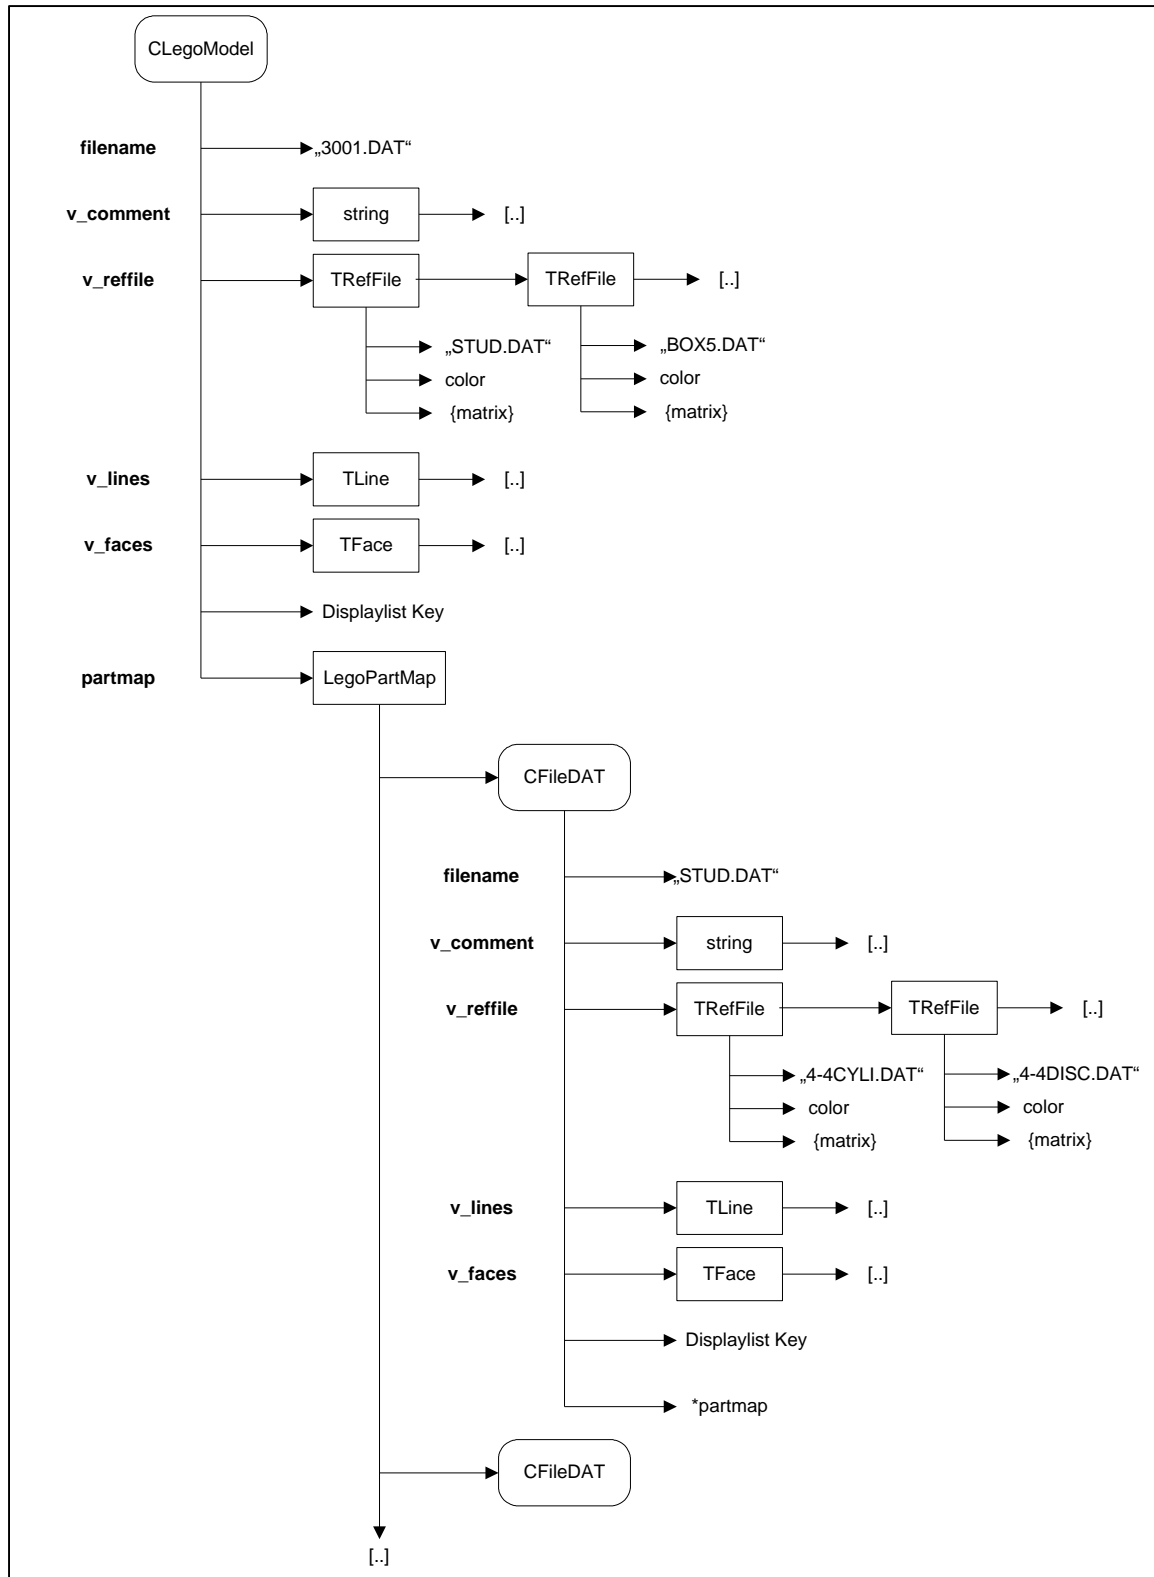 CLegoModel
filename „3001.DAT“
v_comment string [..]
v_reffile TRefFile TRefFile [..]
„STUD.DAT“ „BOX5.DAT“
color color
{matrix} {matrix}
v_lines TLine [..]
v_faces TFace [..]
Displaylist Key
partmap LegoPartMap
CFileDAT
filename „STUD.DAT“
v_comment string [..]
v_reffile TRefFile TRefFile [..]
„4-4CYLI.DAT“ „4-4DISC.DAT“
color color
{matrix} {matrix}
v_lines TLine [..]
v_faces TFace [..]
Displaylist Key
*partmap
CFileDAT
[..]